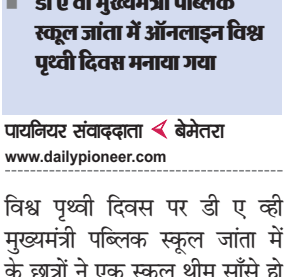 डी ए वी मुख्यमंत्री पब्लिक
स्कूल जांता में ऑनलाइन विश्व
पृथ्वी दिवस मनाया गया
पायनियर संवाददाता बेमेतरा
www.dailypioneer.com
विश्व पृथ्वी दिवस पर डी ए व्ही
मुख्यमंत्री पब्लिक स्कूल जांता में
के छात्रों ने एक स्कूल थीम साँसे हो